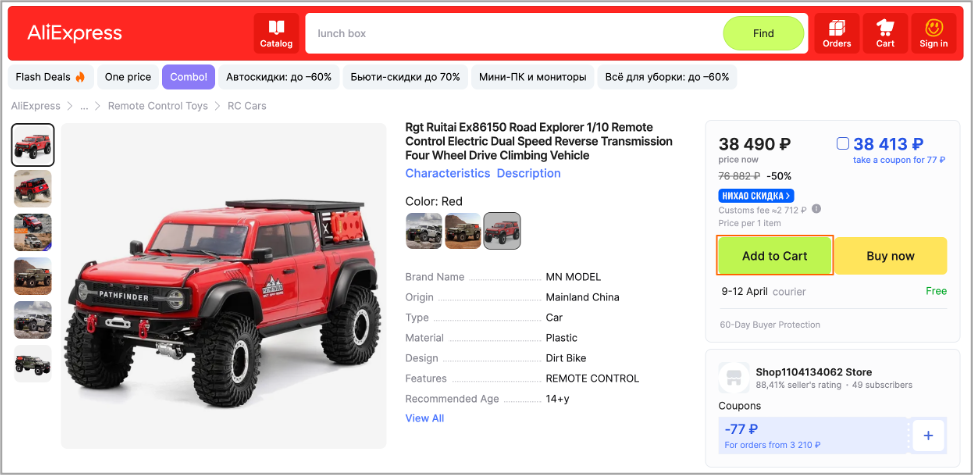 AliExpress
Catalog
lunch box
Find
Orders
Cart
Sign in
Flash Deals
One price
Combo!
Автоскидки: до –60%
Бьюти-скидки до 70%
Мини-ПК и мониторы
Всё для уборки: до –60%
AliExpress > ... > Remote Control Toys > RC Cars
PATHFINDER
Rgt Ruitai Ex86150 Road Explorer 1/10 Remote
Control Electric Dual Speed Reverse Transmission
Four Wheel Drive Climbing Vehicle
Characteristics Description
Color: Red
Brand Name MN MODEL
Origin Mainland China
Type Car
Material Plastic
Design Dirt Bike
Features REMOTE CONTROL
Recommended Age 14+y
View All
38 490 ₽
price now
38 413 ₽
take a coupon for 77 ₽
76 882 ₽ -50%
НИХАО СКИДКА >
Customs fee ≈2 712 ₽
Price per 1 item
Add to Cart
Buy now
9-12 April courier Free
60-Day Buyer Protection
Shop1104134062 Store
88,41% seller's rating • 49 subscribers
Coupons
-77 ₽
For orders from 3 210 ₽
+